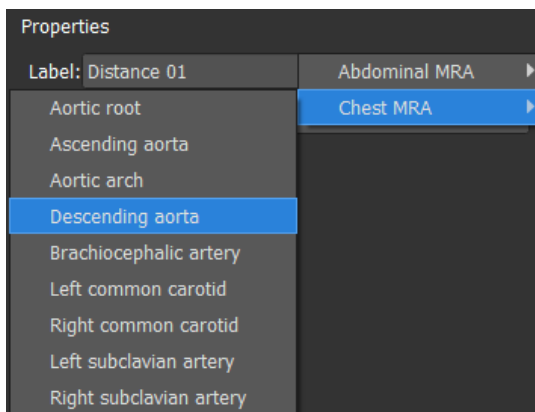 Properties
Label: Distance 01
Abdominal MRA
Chest MRA
Aortic root
Ascending aorta
Aortic arch
Descending aorta
Brachiocephalic artery
Left common carotid
Right common carotid
Left subclavian artery
Right subclavian artery